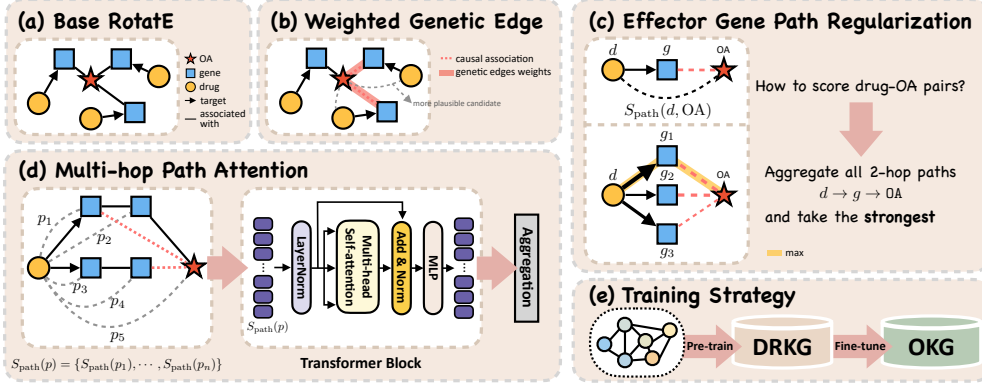 (a) Base RotatE
OA
gene
drug
target
associated
with
(b) Weighted Genetic Edge
causal association
genetic edges weights
more plausible candidate
(c) Effector Gene Path Regularization
d
g
OA
S_path(d, OA)
g₁
d
g₂
OA
g₃
max
How to score drug-OA pairs?
Aggregate all 2-hop paths
d → g → OA
and take the strongest
(d) Multi-hop Path Attention
p₁
p₂
p₃
p₄
p₅
S_path(p) = {S_path(p₁), ⋯ , S_path(pₙ)}
S_path(p)
LayerNorm
Multi-head
Self-attention
Add & Norm
MLP
Aggregation
Transformer Block
(e) Training Strategy
Pre-train
DRKG
Fine-tune
OKG